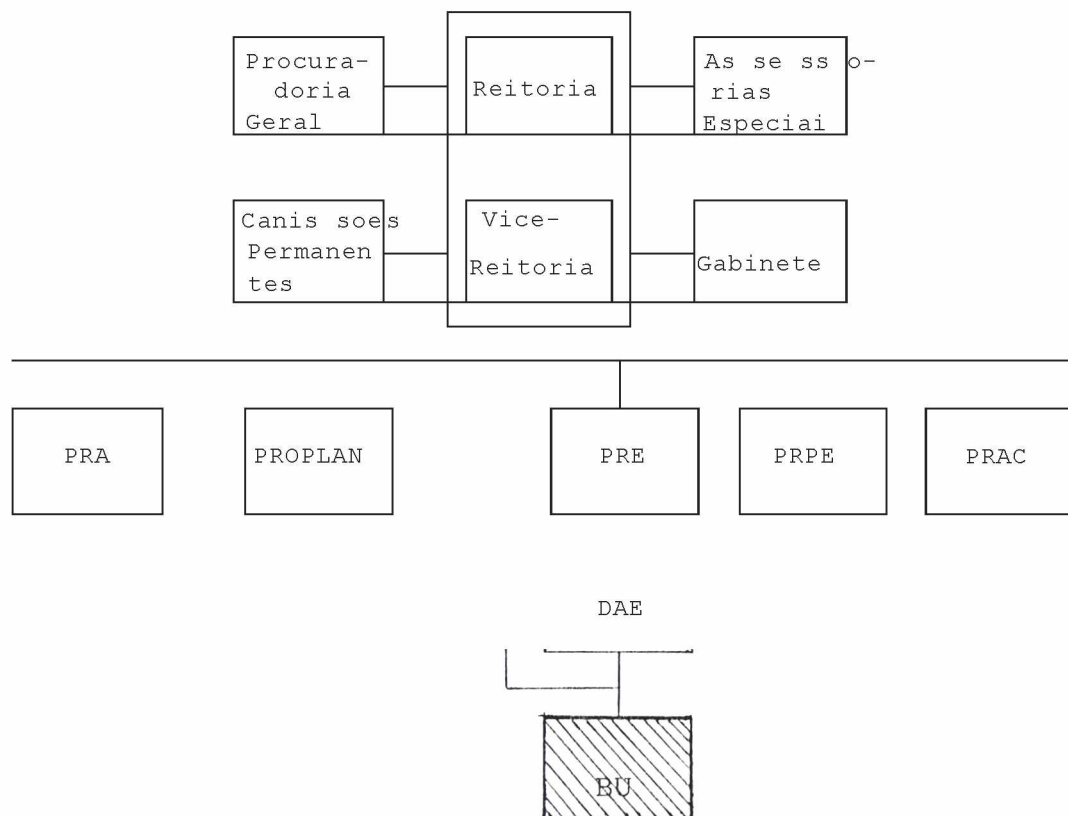 Procura-
doria
Geral
Reitoria
As se ss o-
rias
Especiai
Canis soes
Permanen
tes
Vice-
Reitoria
Gabinete
PRA
PROPLAN
PRE
PRPE
PRAC
DAE
BU